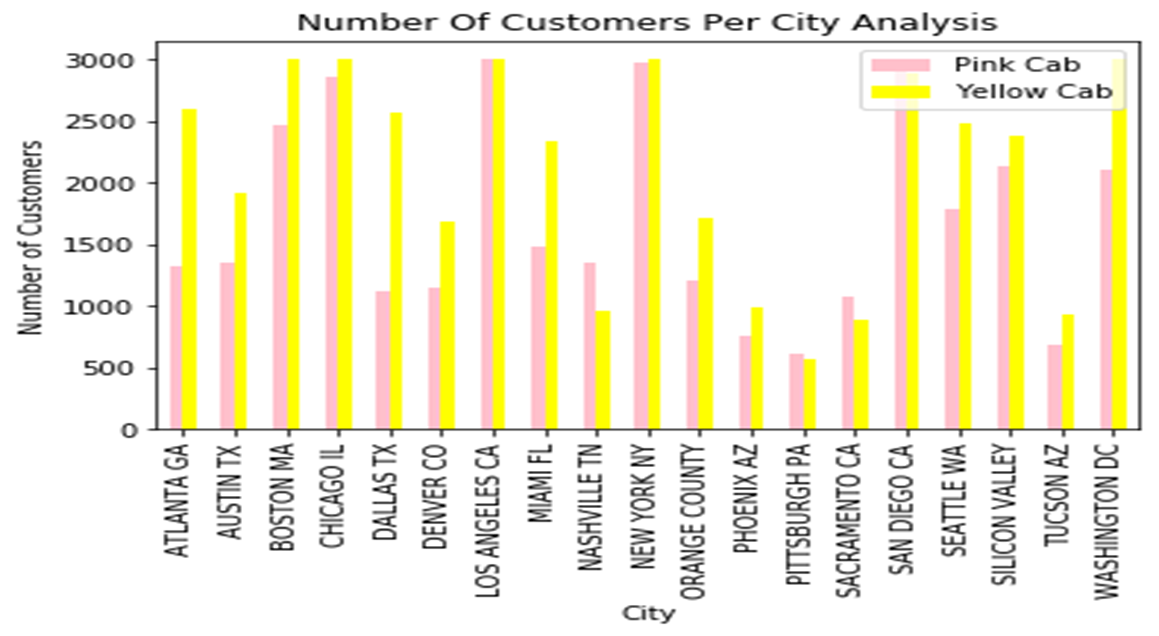 Number Of Customers Per City Analysis
Pink Cab
Yellow Cab
Number of Customers
3000
2500
2000
1500
1000
500
0
ATLANTA GA
AUSTIN TX
BOSTON MA
CHICAGO IL
DALLAS TX
DENVER CO
LOS ANGELES CA
MIAMI FL
NASHVILLE TN
NEW YORK NY
ORANGE COUNTY
PHOENIX AZ
PITTSBURGH PA
SACRAMENTO CA
SAN DIEGO CA
SEATTLE WA
SILICON VALLEY
TUCSON AZ
WASHINGTON DC
City